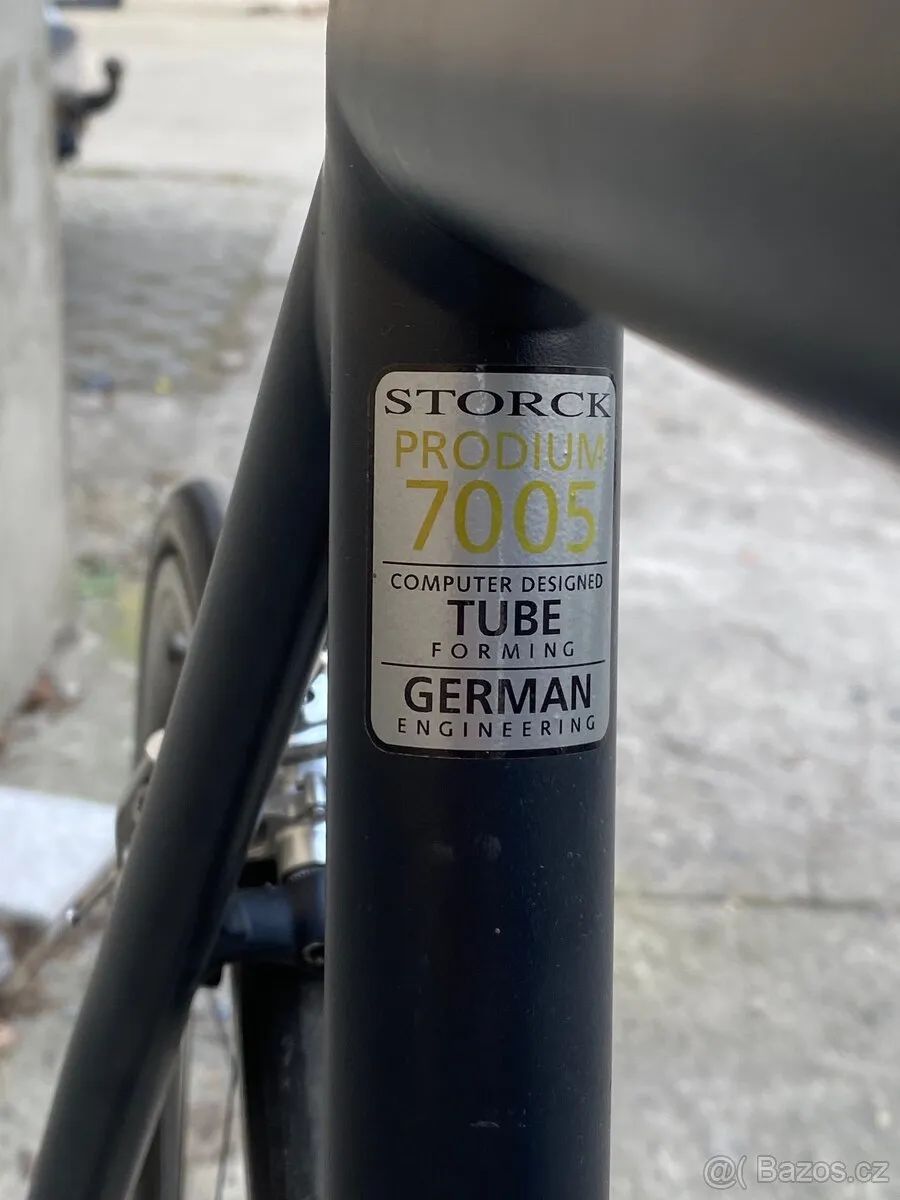 STORCK
PRODIUM
7005
COMPUTER DESIGNED
TUBE
FORMING
GERMAN
ENGINEERING
@( Bazos.cz